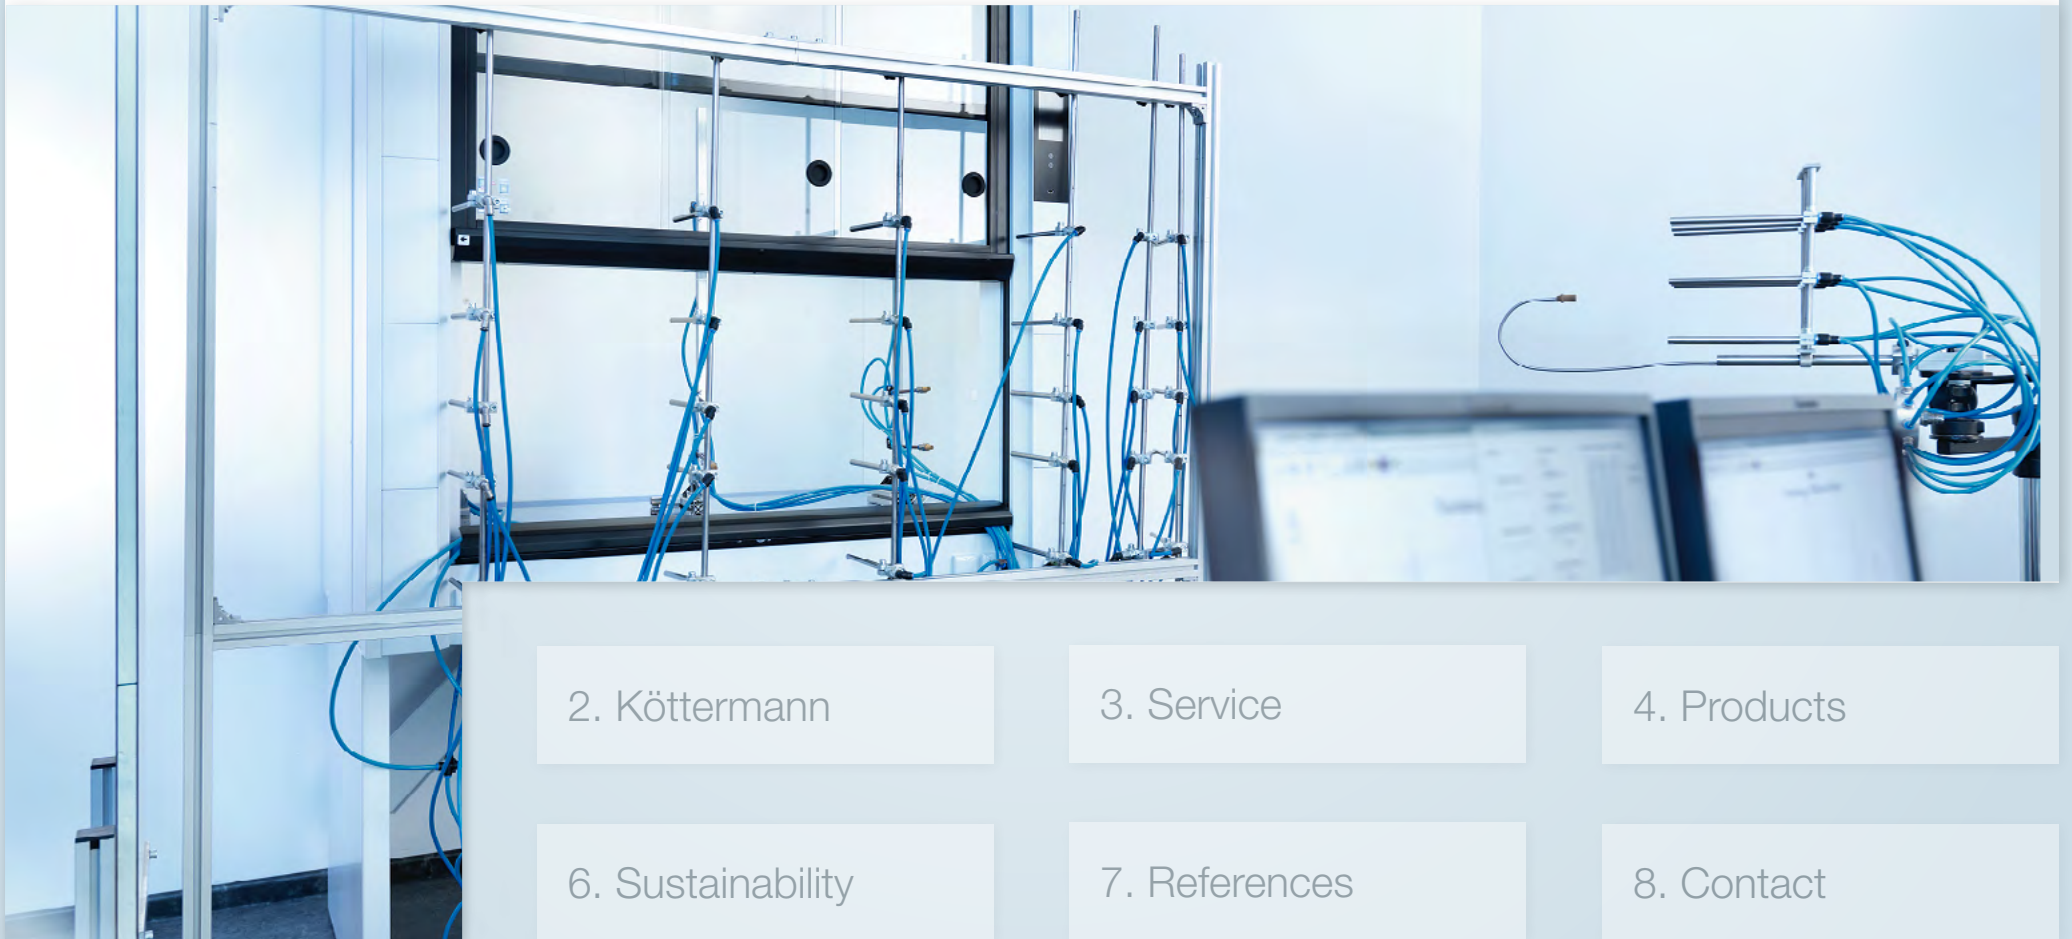 2. Köttermann
3. Service
4. Products
6. Sustainability
7. References
8. Contact